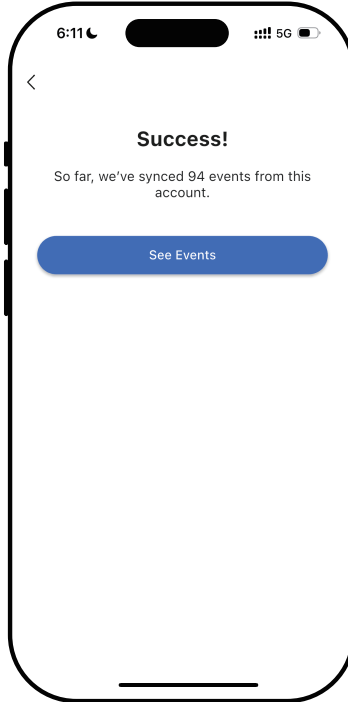 6:11 5G
Success!
So far, we’ve synced 94 events from this
account.
See Events